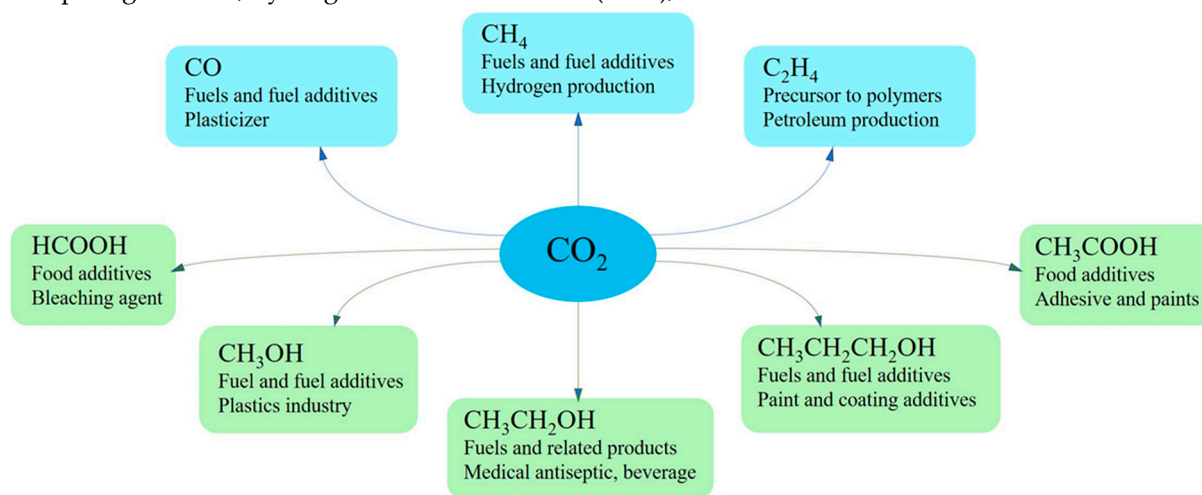 CH₄
Fuels and fuel additives
Hydrogen production
CO
Fuels and fuel additives
Plasticizer
C₂H₄
Precursor to polymers
Petroleum production
CO₂
HCOOH
Food additives
Bleaching agent
CH₃COOH
Food additives
Adhesive and paints
CH₃OH
Fuel and fuel additives
Plastics industry
CH₃CH₂CH₂OH
Fuels and fuel additives
Paint and coating additives
CH₃CH₂OH
Fuels and related products
Medical antiseptic, beverage